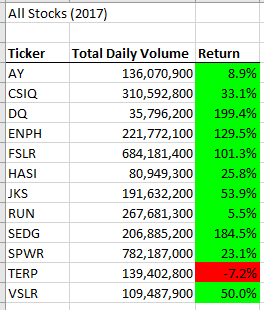 All Stocks (2017)
Ticker Total Daily Volume Return
AY 136,070,900 8.9%
CSIQ 310,592,800 33.1%
DQ 35,796,200 199.4%
ENPH 221,772,100 129.5%
FSLR 684,181,400 101.3%
HASI 80,949,300 25.8%
JKS 191,632,200 53.9%
RUN 267,681,300 5.5%
SEDG 206,885,200 184.5%
SPWR 782,187,000 23.1%
TERP 139,402,800 -7.2%
VSLR 109,487,900 50.0%